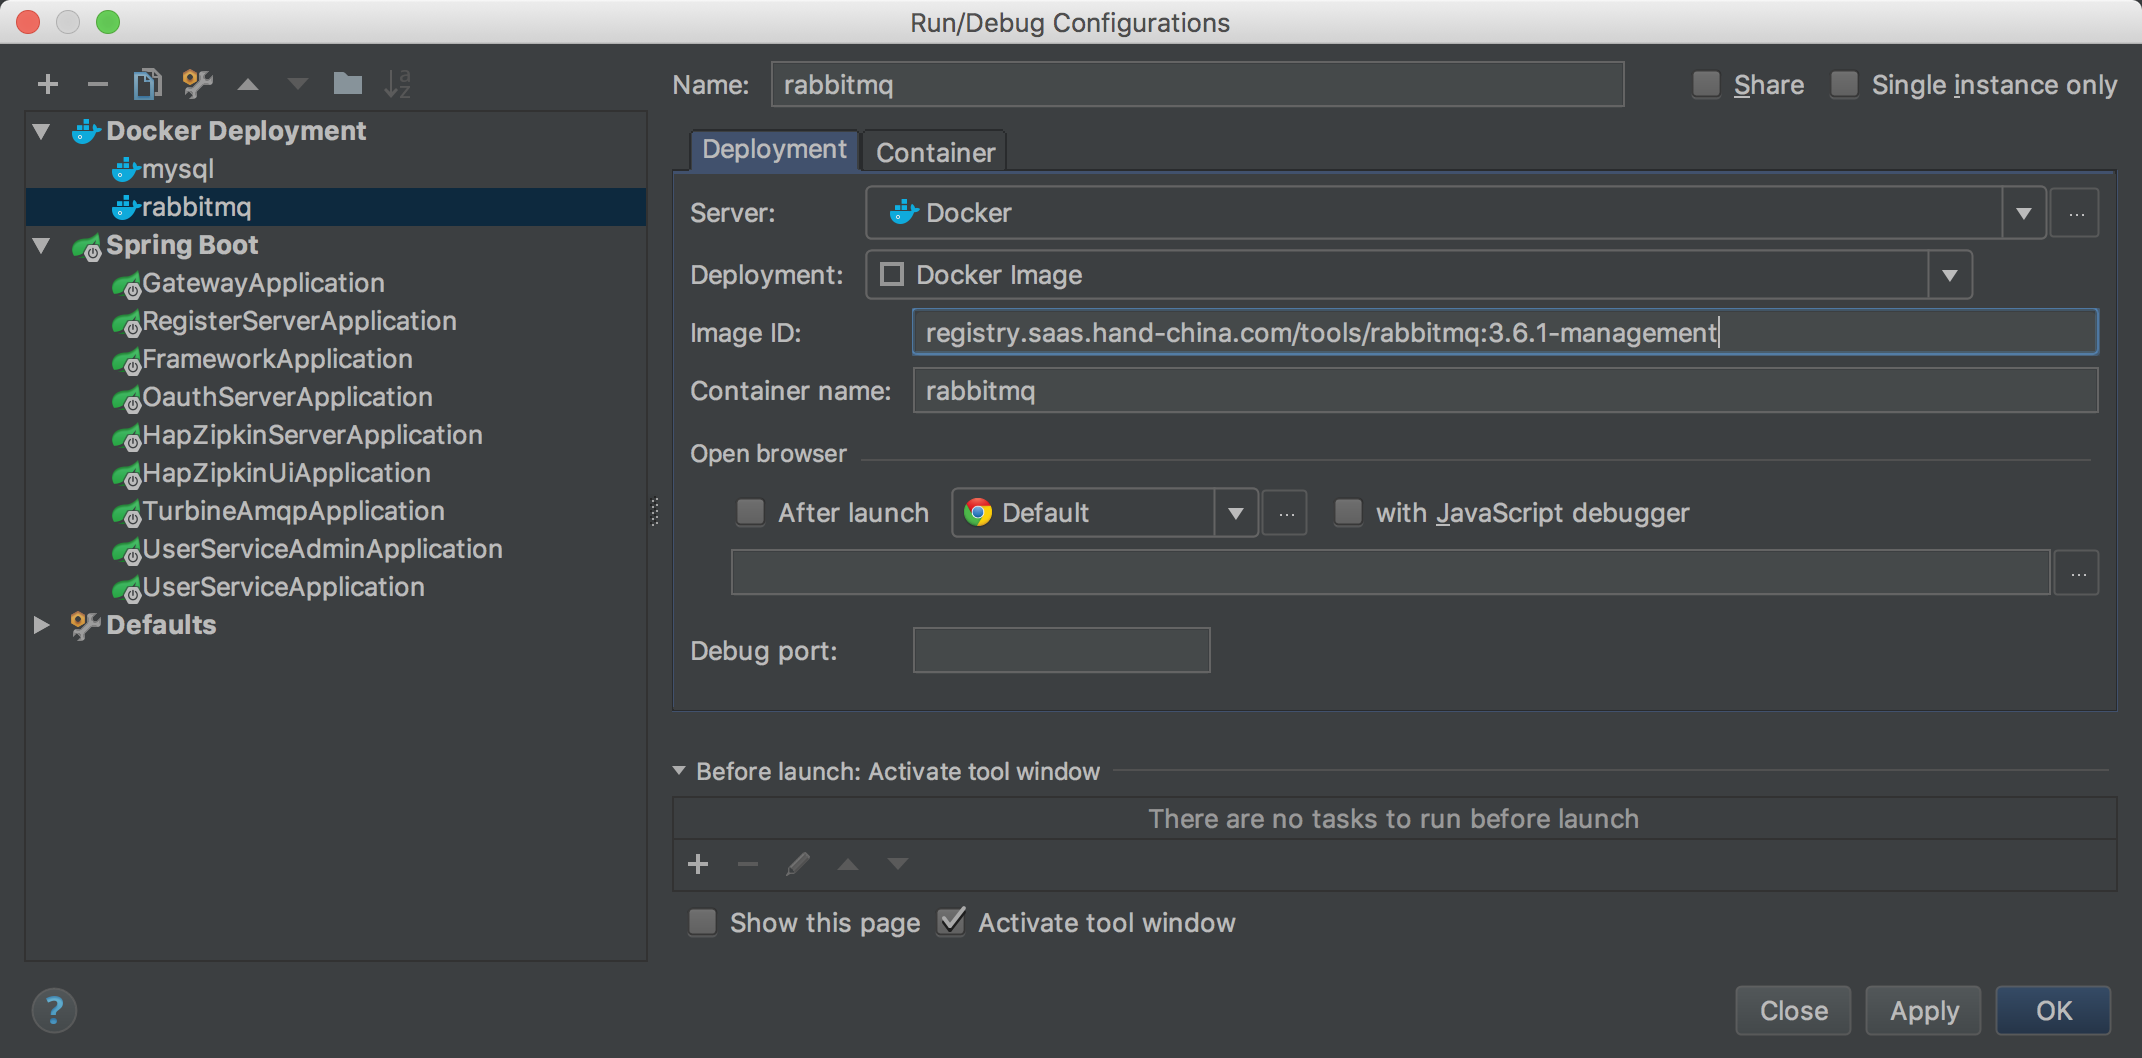 Run/Debug Configurations
Name: rabbitmq Share Single instance only
Docker Deployment
mysql
rabbitmq
Spring Boot
GatewayApplication
RegisterServerApplication
FrameworkApplication
OauthServerApplication
HapZipkinServerApplication
HapZipkinUiApplication
TurbineAmqpApplication
UserServiceAdminApplication
UserServiceApplication
Defaults
Deployment Container
Server: Docker ...
Deployment: Docker Image
Image ID: registry.saas.hand-china.com/tools/rabbitmq:3.6.1-management
Container name: rabbitmq
Open browser
After launch Default ... with JavaScript debugger
...
Debug port:
Before launch: Activate tool window
There are no tasks to run before launch
Show this page Activate tool window
? Close Apply OK